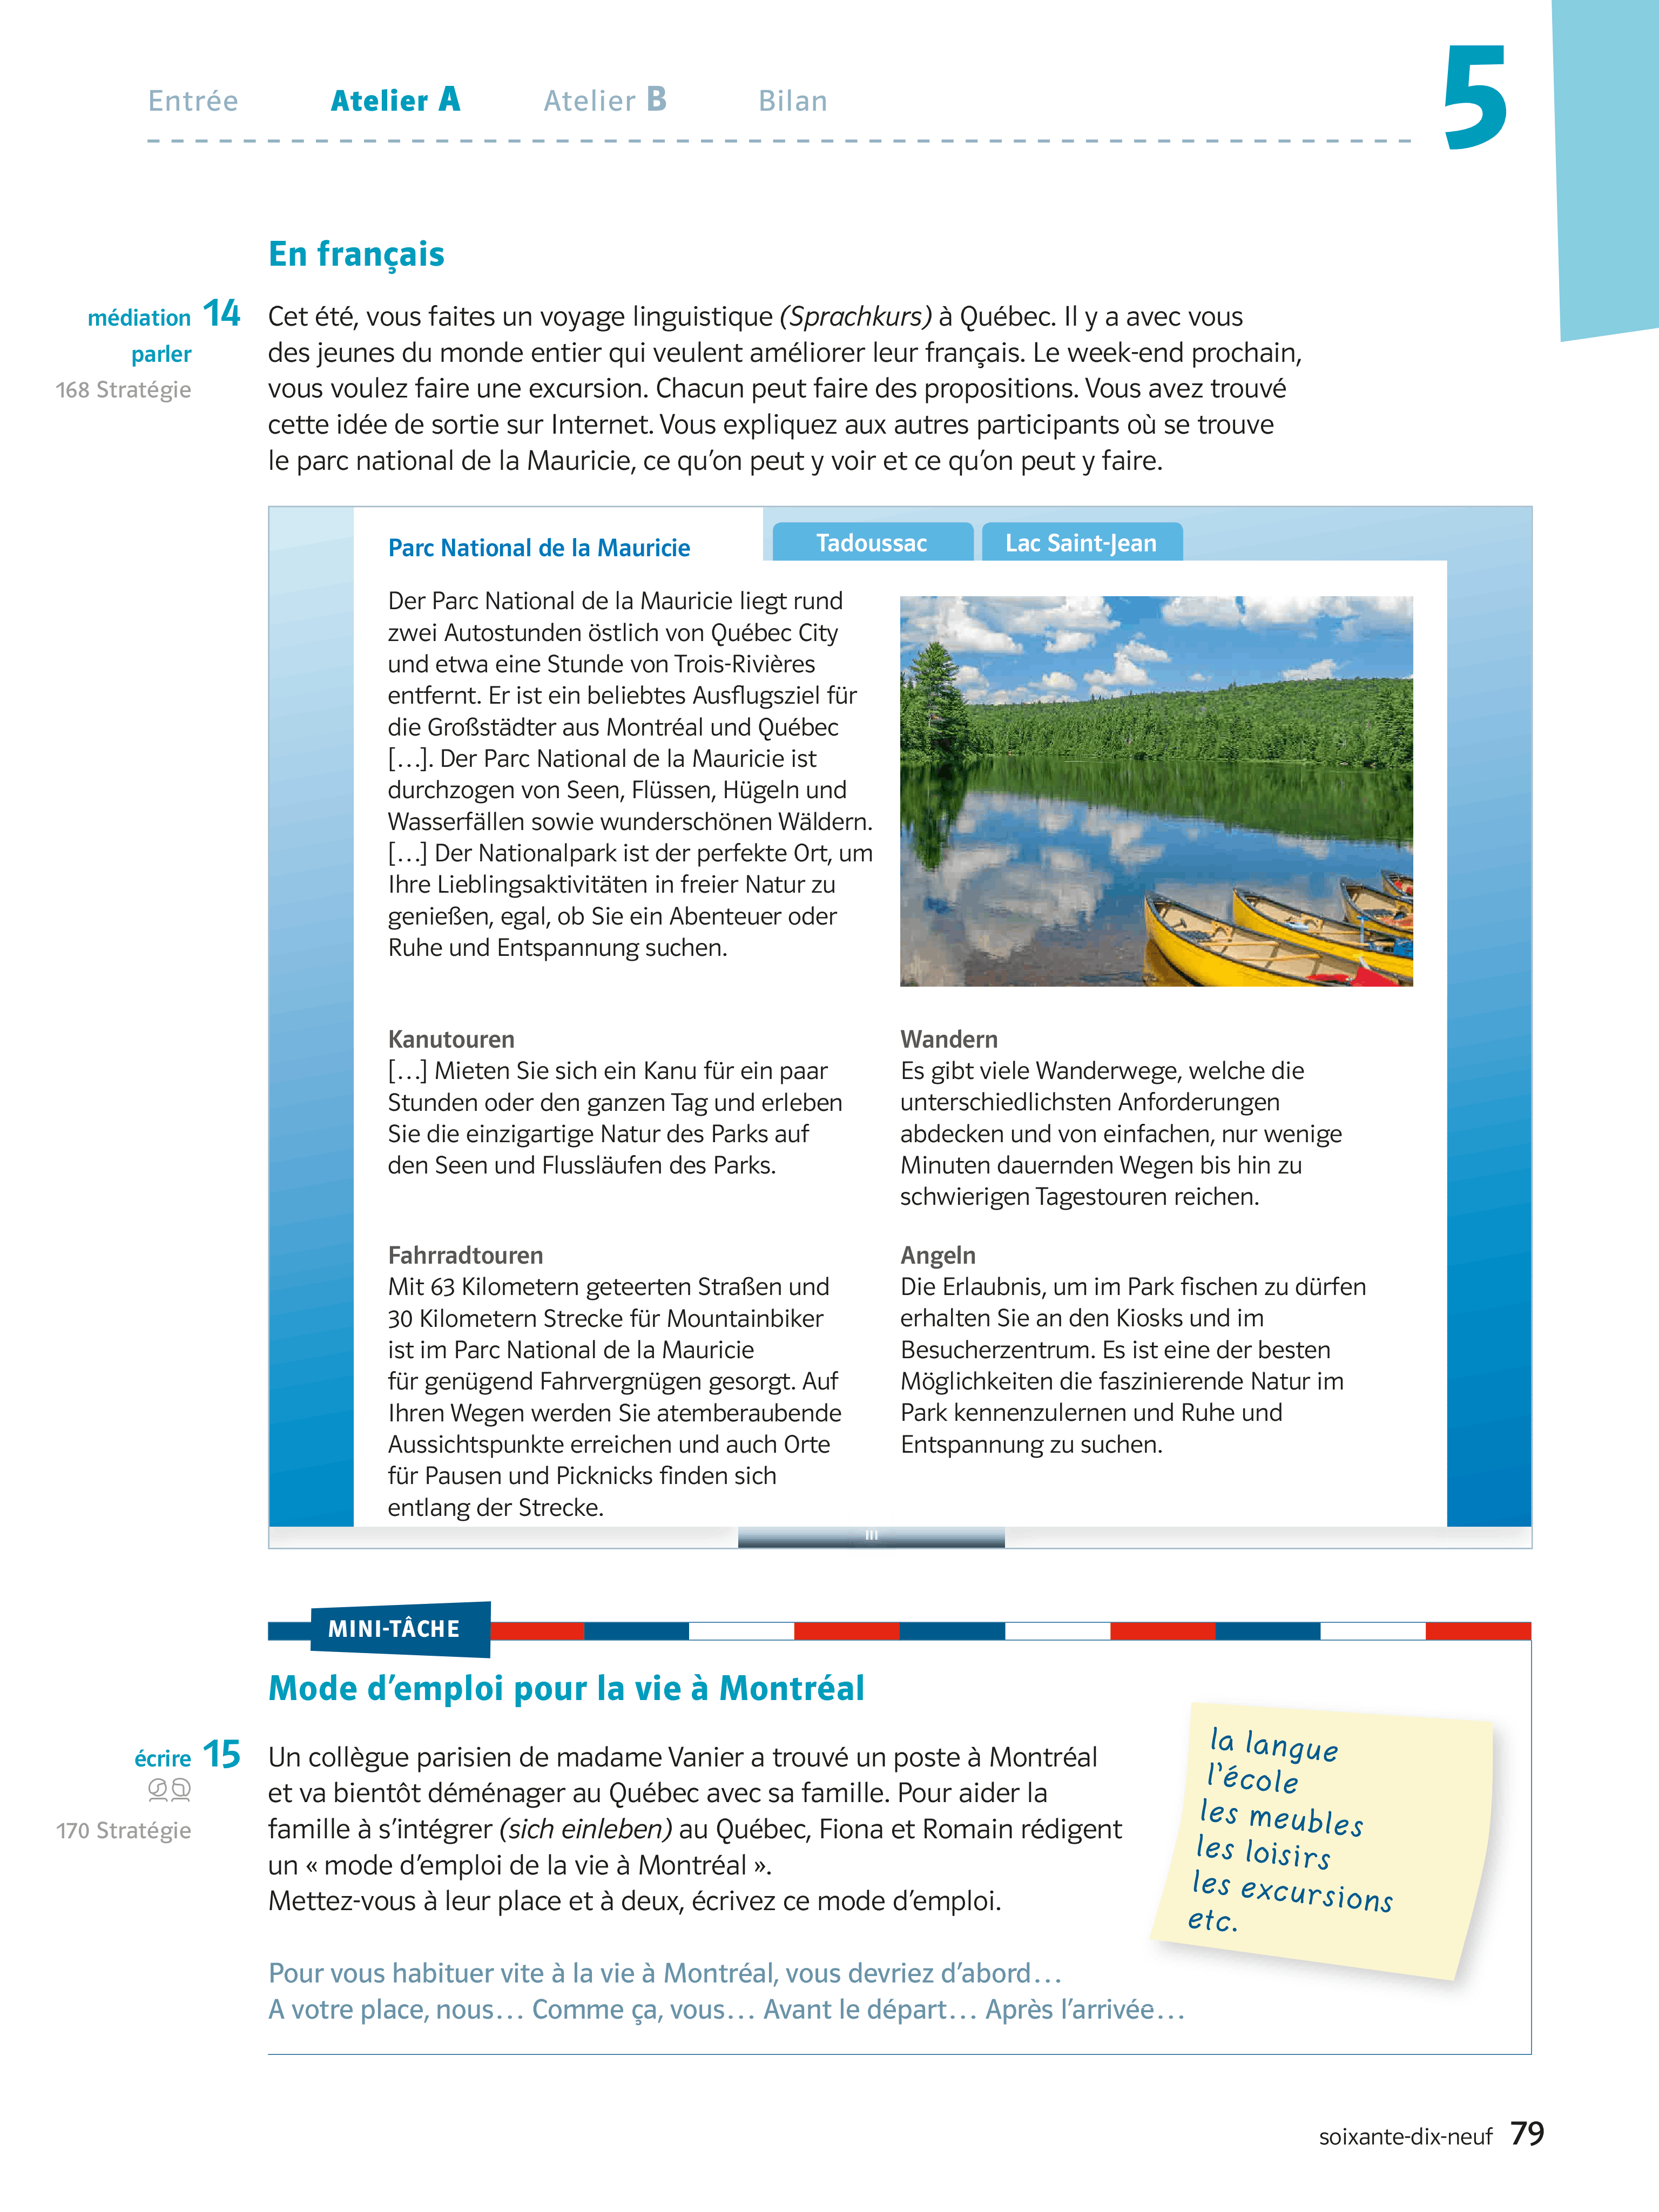 Entrée Atelier A Atelier B Bilan
5
En français
médiation 14
parler
168 Stratégie
Cet été, vous faites un voyage linguistique (Sprachkurs) à Québec. Il y a avec vous
des jeunes du monde entier qui veulent améliorer leur français. Le week-end prochain,
vous voulez faire une excursion. Chacun peut faire des propositions. Vous avez trouvé
cette idée de sortie sur Internet. Vous expliquez aux autres participants où se trouve
le parc national de la Mauricie, ce qu’on peut y voir et ce qu’on peut y faire.
Parc National de la Mauricie
Tadoussac
Lac Saint-Jean
Der Parc National de la Mauricie liegt rund
zwei Autostunden östlich von Québec City
und etwa eine Stunde von Trois-Rivières
entfernt. Er ist ein beliebtes Ausflugsziel für
die Großstädter aus Montréal und Québec
[…]. Der Parc National de la Mauricie ist
durchzogen von Seen, Flüssen, Hügeln und
Wasserfällen sowie wunderschönen Wäldern.
[…] Der Nationalpark ist der perfekte Ort, um
Ihre Lieblingsaktivitäten in freier Natur zu
genießen, egal, ob Sie ein Abenteuer oder
Ruhe und Entspannung suchen.
Kanutouren
[…] Mieten Sie sich ein Kanu für ein paar
Stunden oder den ganzen Tag und erleben
Sie die einzigartige Natur des Parks auf
den Seen und Flussläufen des Parks.
Wandern
Es gibt viele Wanderwege, welche die
unterschiedlichsten Anforderungen
abdecken und von einfachen, nur wenige
Minuten dauernden Wegen bis hin zu
schwierigen Tagestouren reichen.
Fahrradtouren
Mit 63 Kilometern geteerten Straßen und
30 Kilometern Strecke für Mountainbiker
ist im Parc National de la Mauricie
für genügend Fahrvergnügen gesorgt. Auf
Ihren Wegen werden Sie atemberaubende
Aussichtspunkte erreichen und auch Orte
für Pausen und Picknicks finden sich
entlang der Strecke.
Angeln
Die Erlaubnis, um im Park fischen zu dürfen
erhalten Sie an den Kiosks und im
Besucherzentrum. Es ist eine der besten
Möglichkeiten die faszinierende Natur im
Park kennenzulernen und Ruhe und
Entspannung zu suchen.
MINI-TÂCHE
Mode d’emploi pour la vie à Montréal
écrire 15
170 Stratégie
Un collègue parisien de madame Vanier a trouvé un poste à Montréal
et va bientôt déménager au Québec avec sa famille. Pour aider la
famille à s’intégrer (sich einleben) au Québec, Fiona et Romain rédigent
un « mode d’emploi de la vie à Montréal ».
Mettez-vous à leur place et à deux, écrivez ce mode d’emploi.
la langue
l’école
les meubles
les loisirs
les excursions
etc.
Pour vous habituer vite à la vie à Montréal, vous devriez d’abord…
A votre place, nous… Comme ça, vous… Avant le départ… Après l’arrivée…
soixante-dix-neuf 79